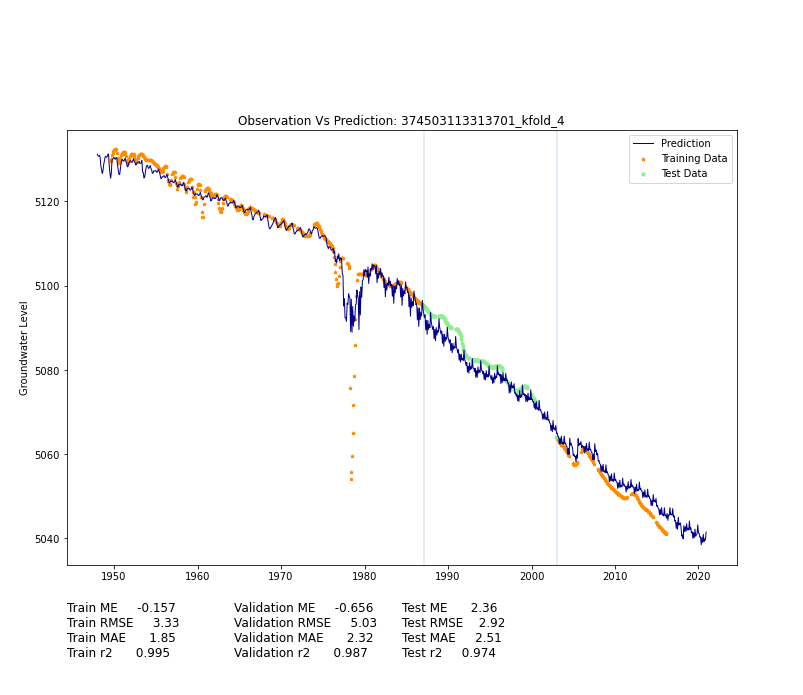 Observation Vs Prediction: 374503113313701_kfold_4
Prediction
Training Data
Test Data
Groundwater Level
5120
5100
5080
5060
5040
1950 1960 1970 1980 1990 2000 2010 2020
Train ME -0.157 Validation ME -0.656 Test ME 2.36
Train RMSE 3.33 Validation RMSE 5.03 Test RMSE 2.92
Train MAE 1.85 Validation MAE 2.32 Test MAE 2.51
Train r2 0.995 Validation r2 0.987 Test r2 0.974